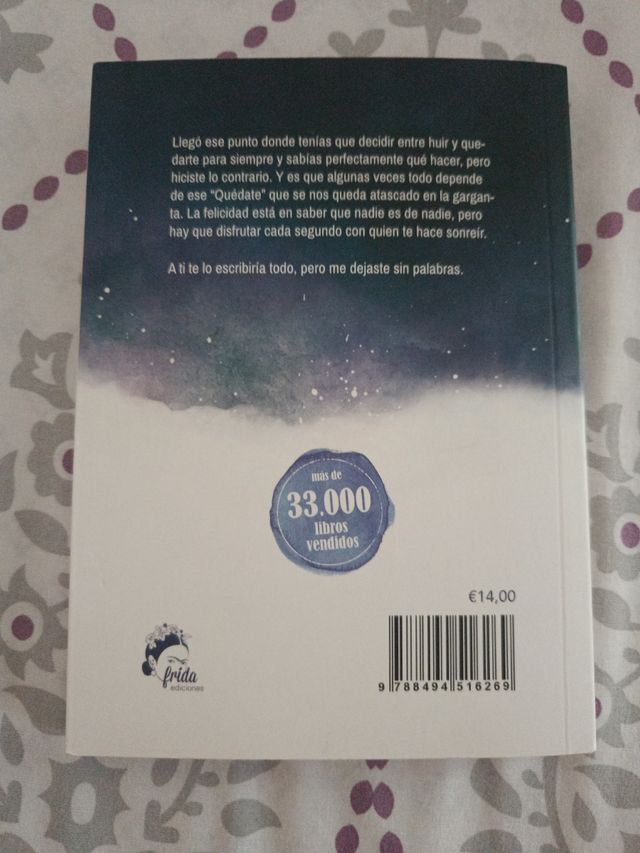 Llegó ese punto donde tenías que decidir entre huir y que-
darte para siempre y sabías perfectamente qué hacer, pero
hiciste lo contrario. Y es que algunas veces todo depende
de ese "Quédate" que se nos queda atascado en la gargan-
ta. La felicidad está en saber que nadie es de nadie, pero
hay que disfrutar cada segundo con quien te hace sonreír.
A ti te lo escribiría todo, pero me dejaste sin palabras.
más de
33.000
libros
vendidos
€14,00
frida
ediciones
9 788494 516269